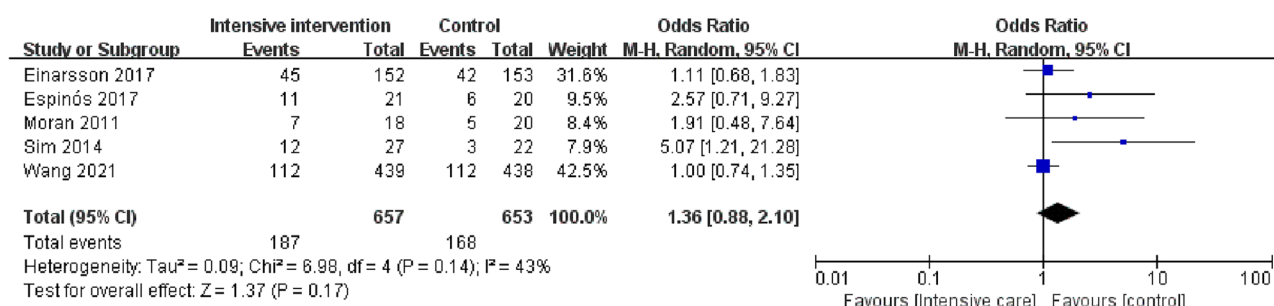 Intensive intervention Control Odds Ratio Odds Ratio
Study or Subgroup Events Total Events Total Weight M-H, Random, 95% CI M-H, Random, 95% CI
Einarsson 2017 45 152 42 153 31.6% 1.11 [0.68, 1.83]
Espinós 2017 11 21 6 20 9.5% 2.57 [0.71, 9.27]
Moran 2011 7 18 5 20 8.4% 1.91 [0.48, 7.64]
Sim 2014 12 27 3 22 7.9% 5.07 [1.21, 21.28]
Wang 2021 112 439 112 438 42.5% 1.00 [0.74, 1.35]
Total (95% CI) 657 653 100.0% 1.36 [0.88, 2.10]
Total events 187 168
Heterogeneity: Tau² = 0.09; Chi² = 6.98, df = 4 (P = 0.14); I² = 43%
Test for overall effect: Z = 1.37 (P = 0.17)
0.01 0.1 1 10 100
Favours [Intensive care] Favours [control]